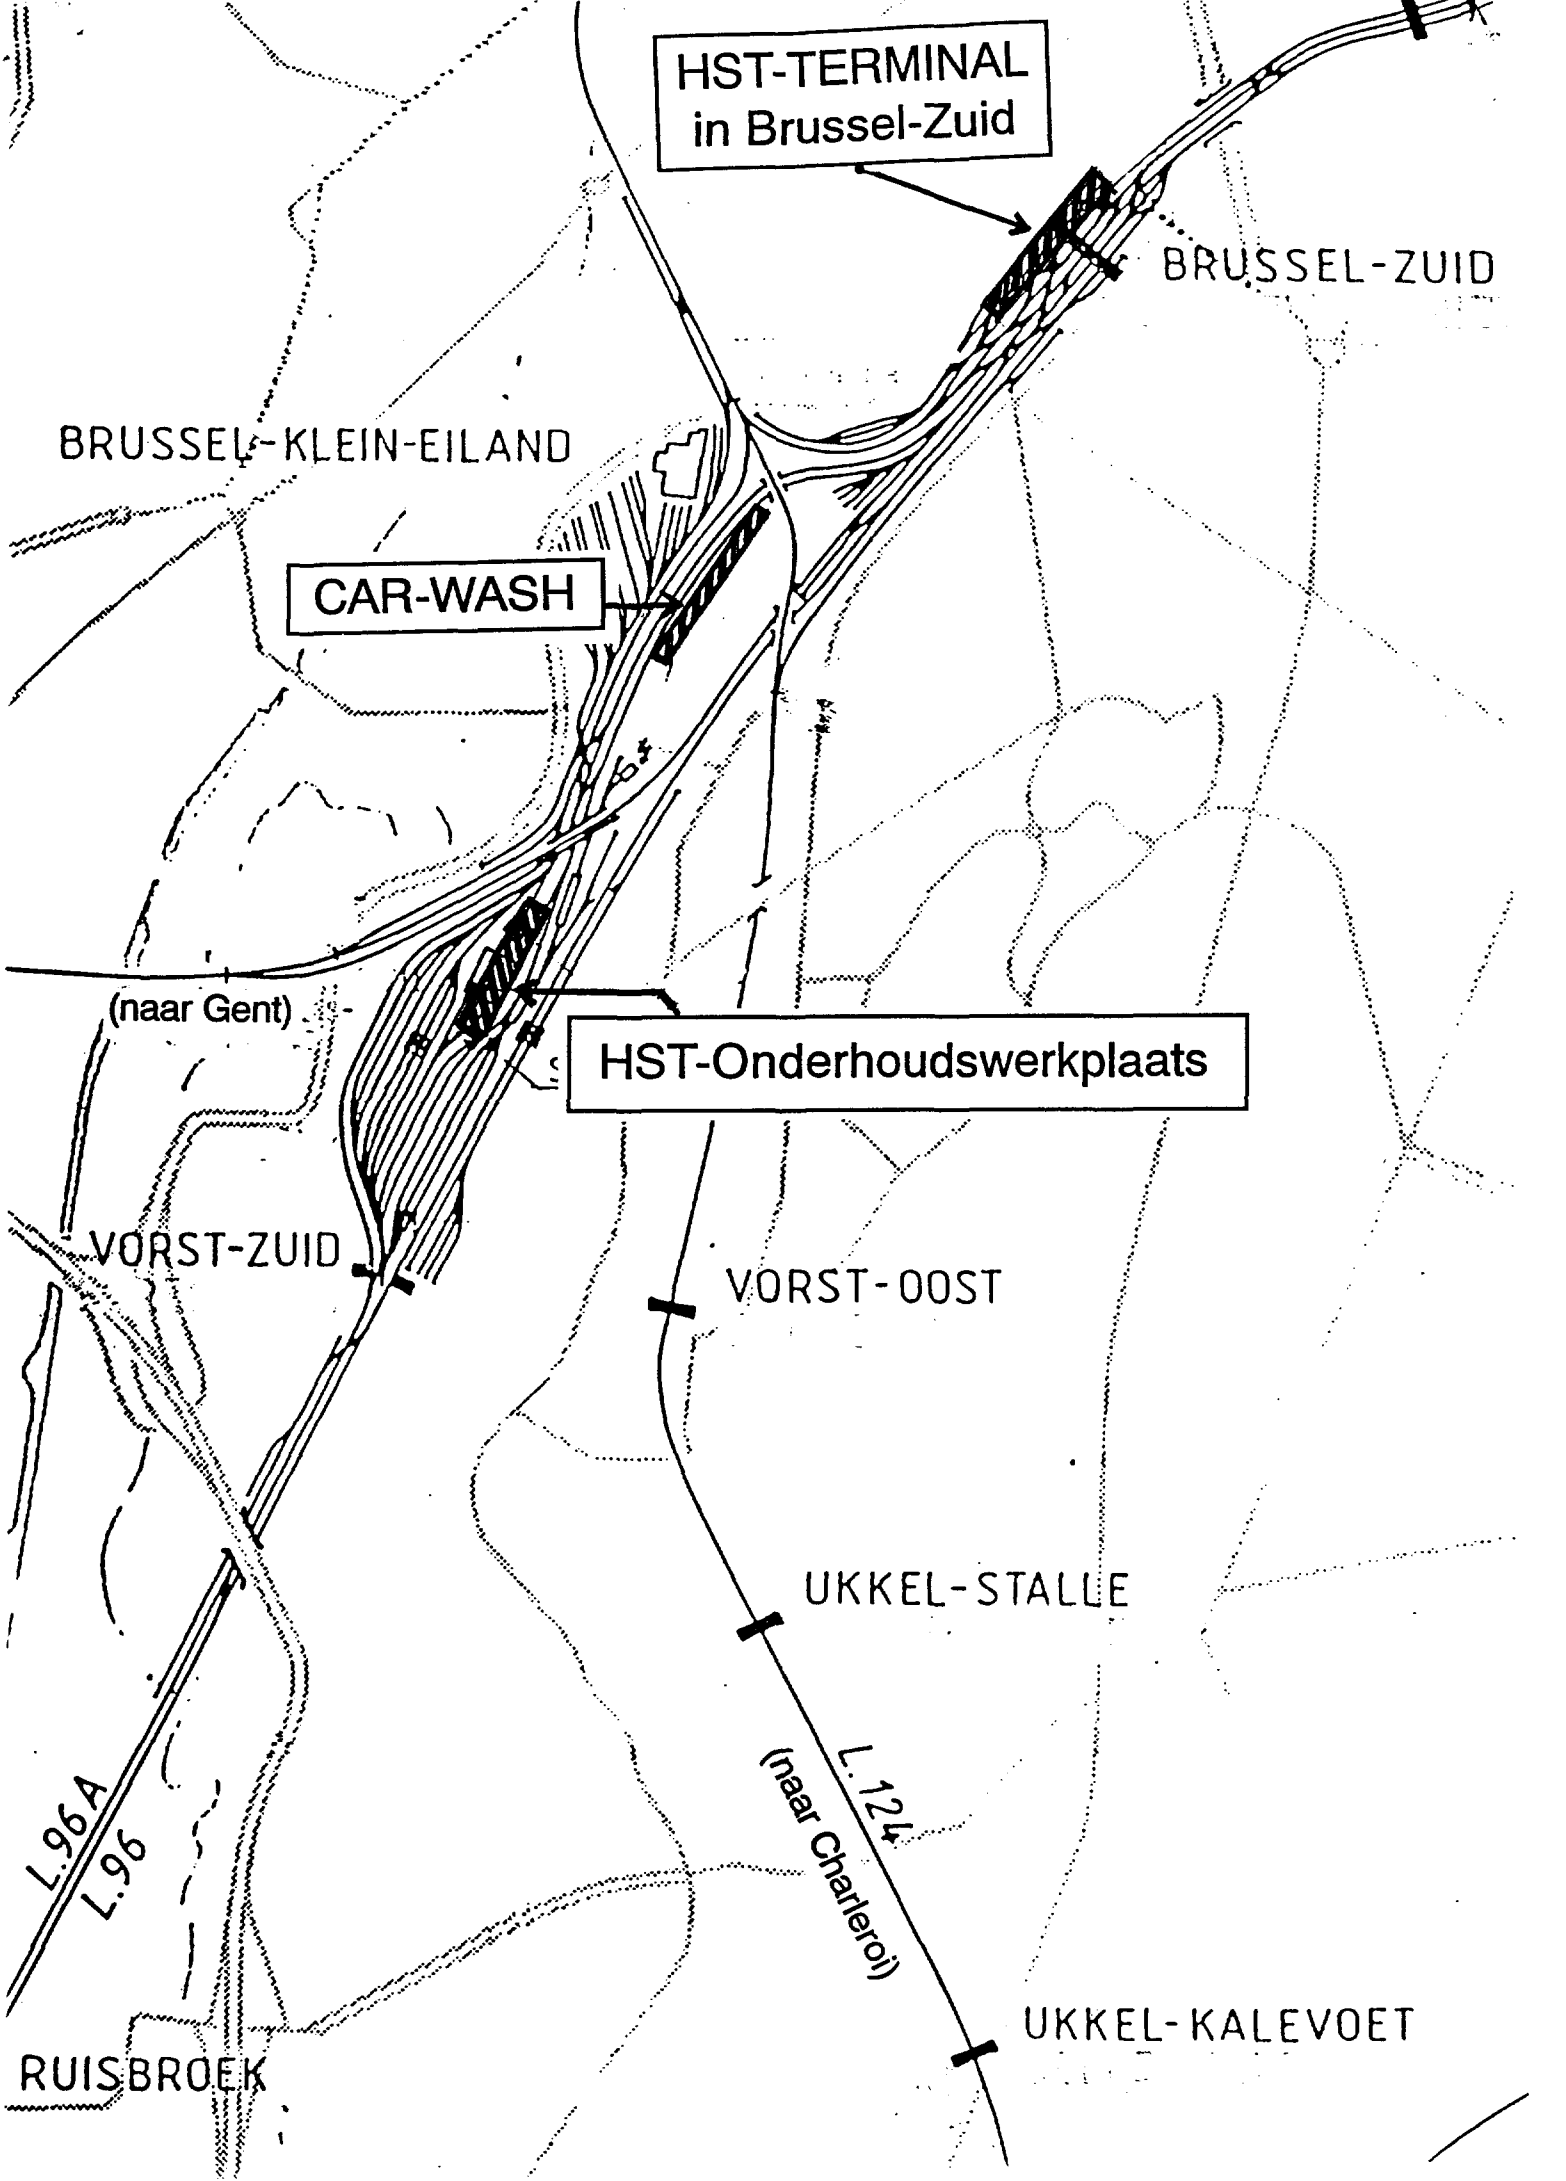 HST-TERMINAL
in Brussel-Zuid
BRUSSEL-ZUID
BRUSSEL-KLEIN-EILAND
CAR-WASH
(naar Gent)
HST-Onderhoudswerkplaats
VORST-ZUID
VORST-OOST
UKKEL-STALLE
L.124
(naar Charleroi)
L.96A
L.96
UKKEL-KALEVOET
RUISBROEK